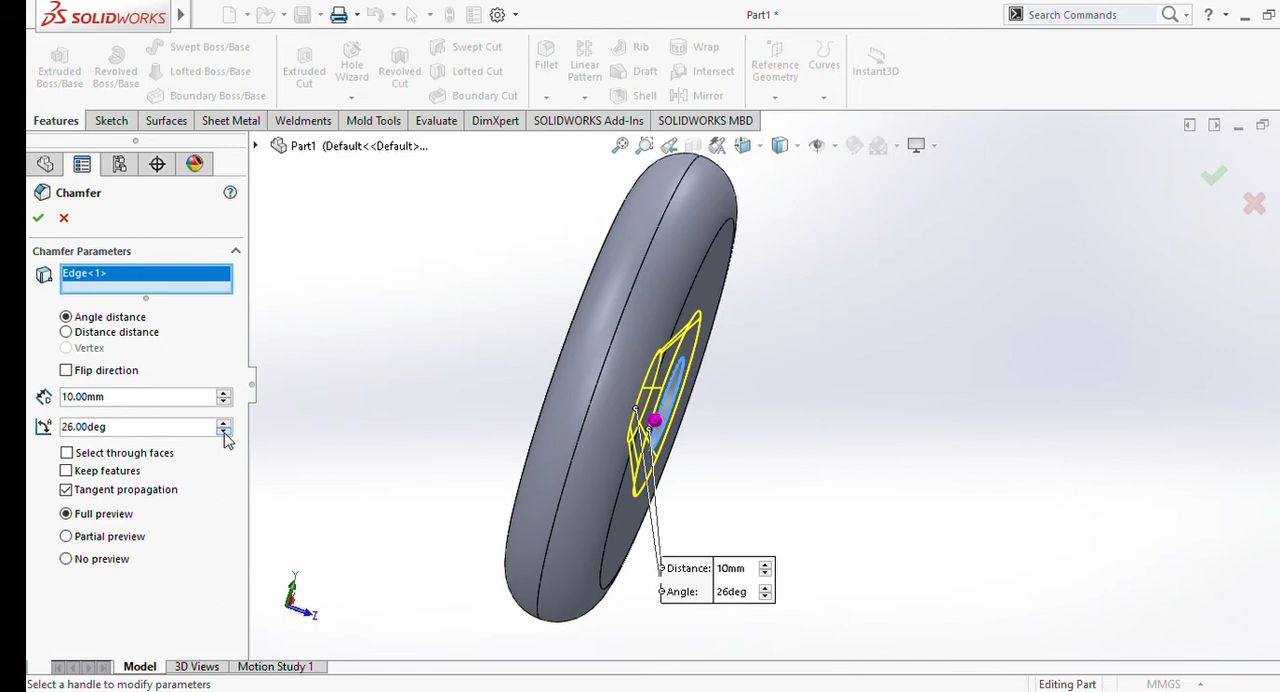 SOLIDWORKS
Part1 *
Search Commands
?
Extruded Boss/Base
Revolved Boss/Base
Swept Boss/Base
Lofted Boss/Base
Boundary Boss/Base
Extruded Cut
Hole Wizard
Revolved Cut
Swept Cut
Lofted Cut
Boundary Cut
Fillet
Linear Pattern
Rib
Draft
Shell
Wrap
Intersect
Mirror
Reference Geometry
Curves
Instant3D
Features
Sketch
Surfaces
Sheet Metal
Weldments
Mold Tools
Evaluate
DimXpert
SOLIDWORKS Add-Ins
SOLIDWORKS MBD
Part1 (Default<<Default>...
Chamfer
?
Chamfer Parameters
Edge<1>
Angle distance
Distance distance
Vertex
Flip direction
10.00mm
26.00deg
Select through faces
Keep features
Tangent propagation
Full preview
Partial preview
No preview
Distance: 10mm
Angle: 26deg
Y
Z
Model
3D Views
Motion Study 1
Select a handle to modify parameters
Editing Part
MMGS